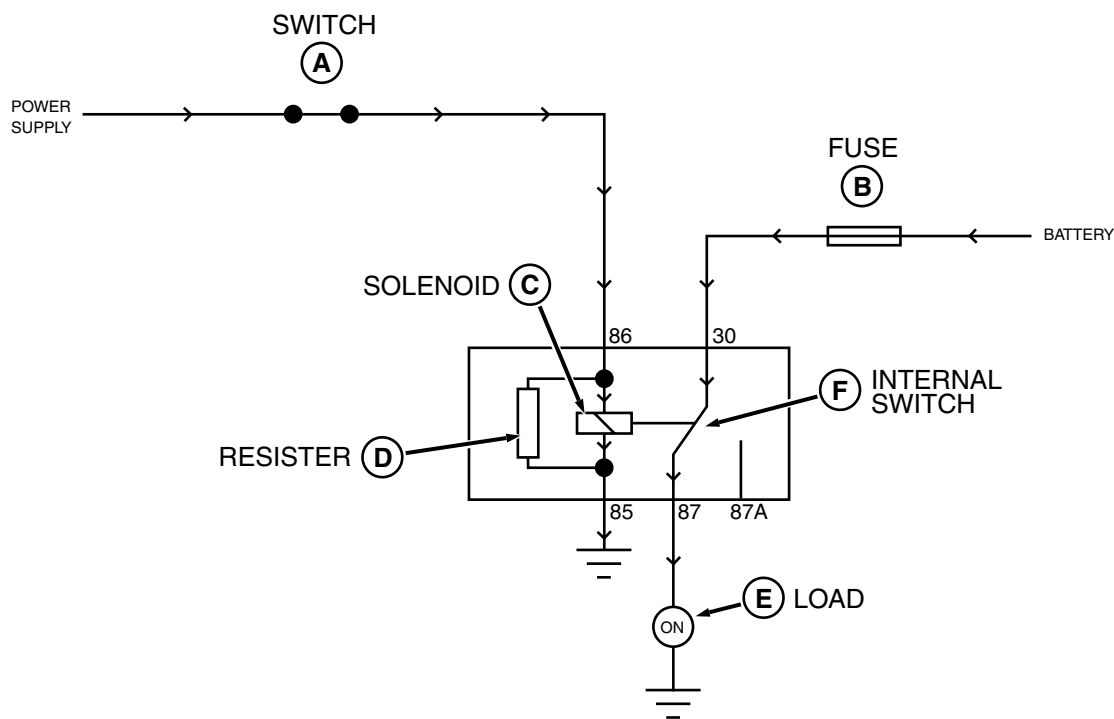 SWITCH
A
POWER
SUPPLY
FUSE
B
BATTERY
SOLENOID C
86
30
F INTERNAL
SWITCH
RESISTER D
85
87
87A
E LOAD
ON